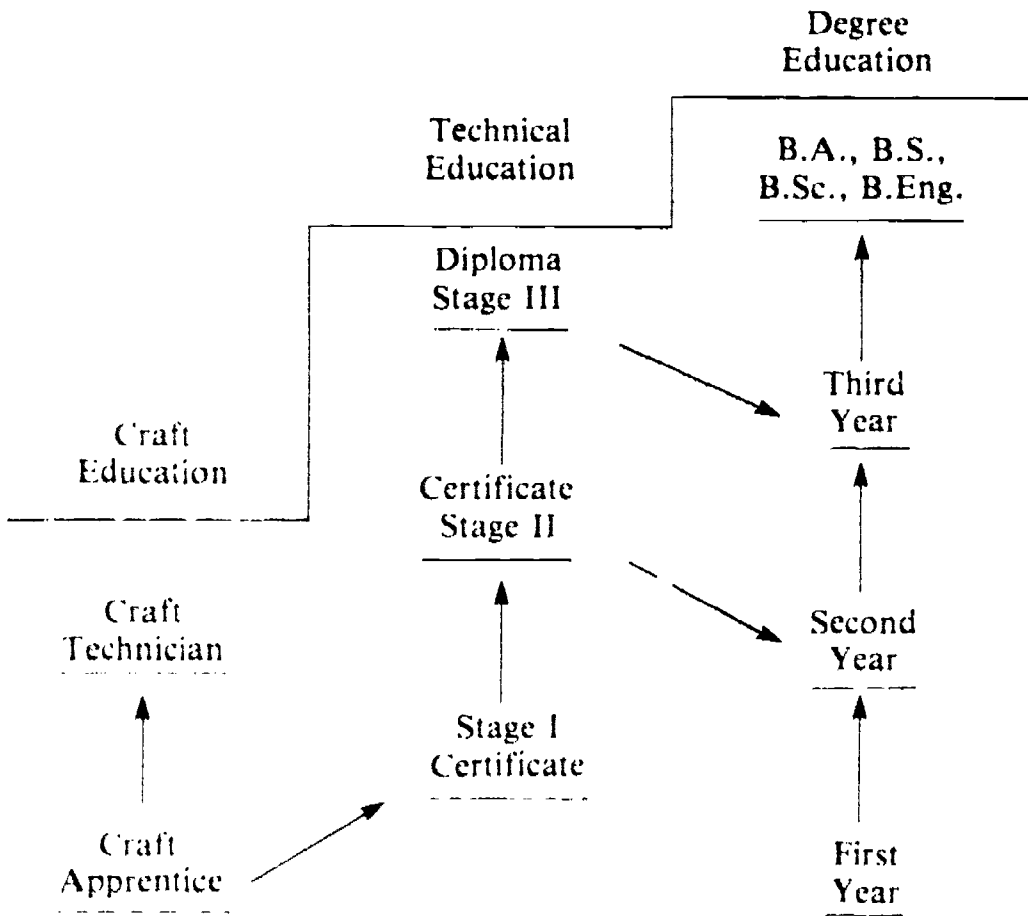 Degree
Education
Technical
Education
B.A., B.S.,
B.Sc., B.Eng.
Diploma
Stage III
Third
Year
Craft
Education
Certificate
Stage II
Craft
Technician
Second
Year
Stage I
Certificate
Craft
Apprentice
First
Year